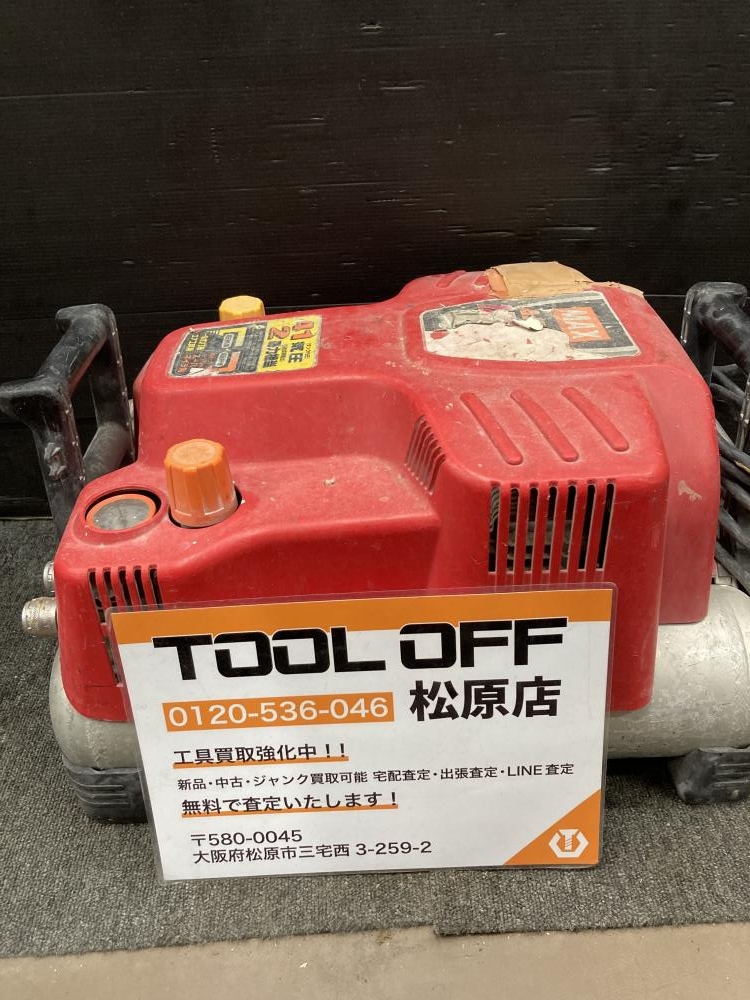 MAX
気圧
TOOL OFF
0120-536-046 松原店
工具買取強化中！！
新品・中古・ジャンク買取可能 宅配査定・出張査定・LINE査定
無料で査定いたします！
〒580-0045
大阪府松原市三宅西 3-259-2